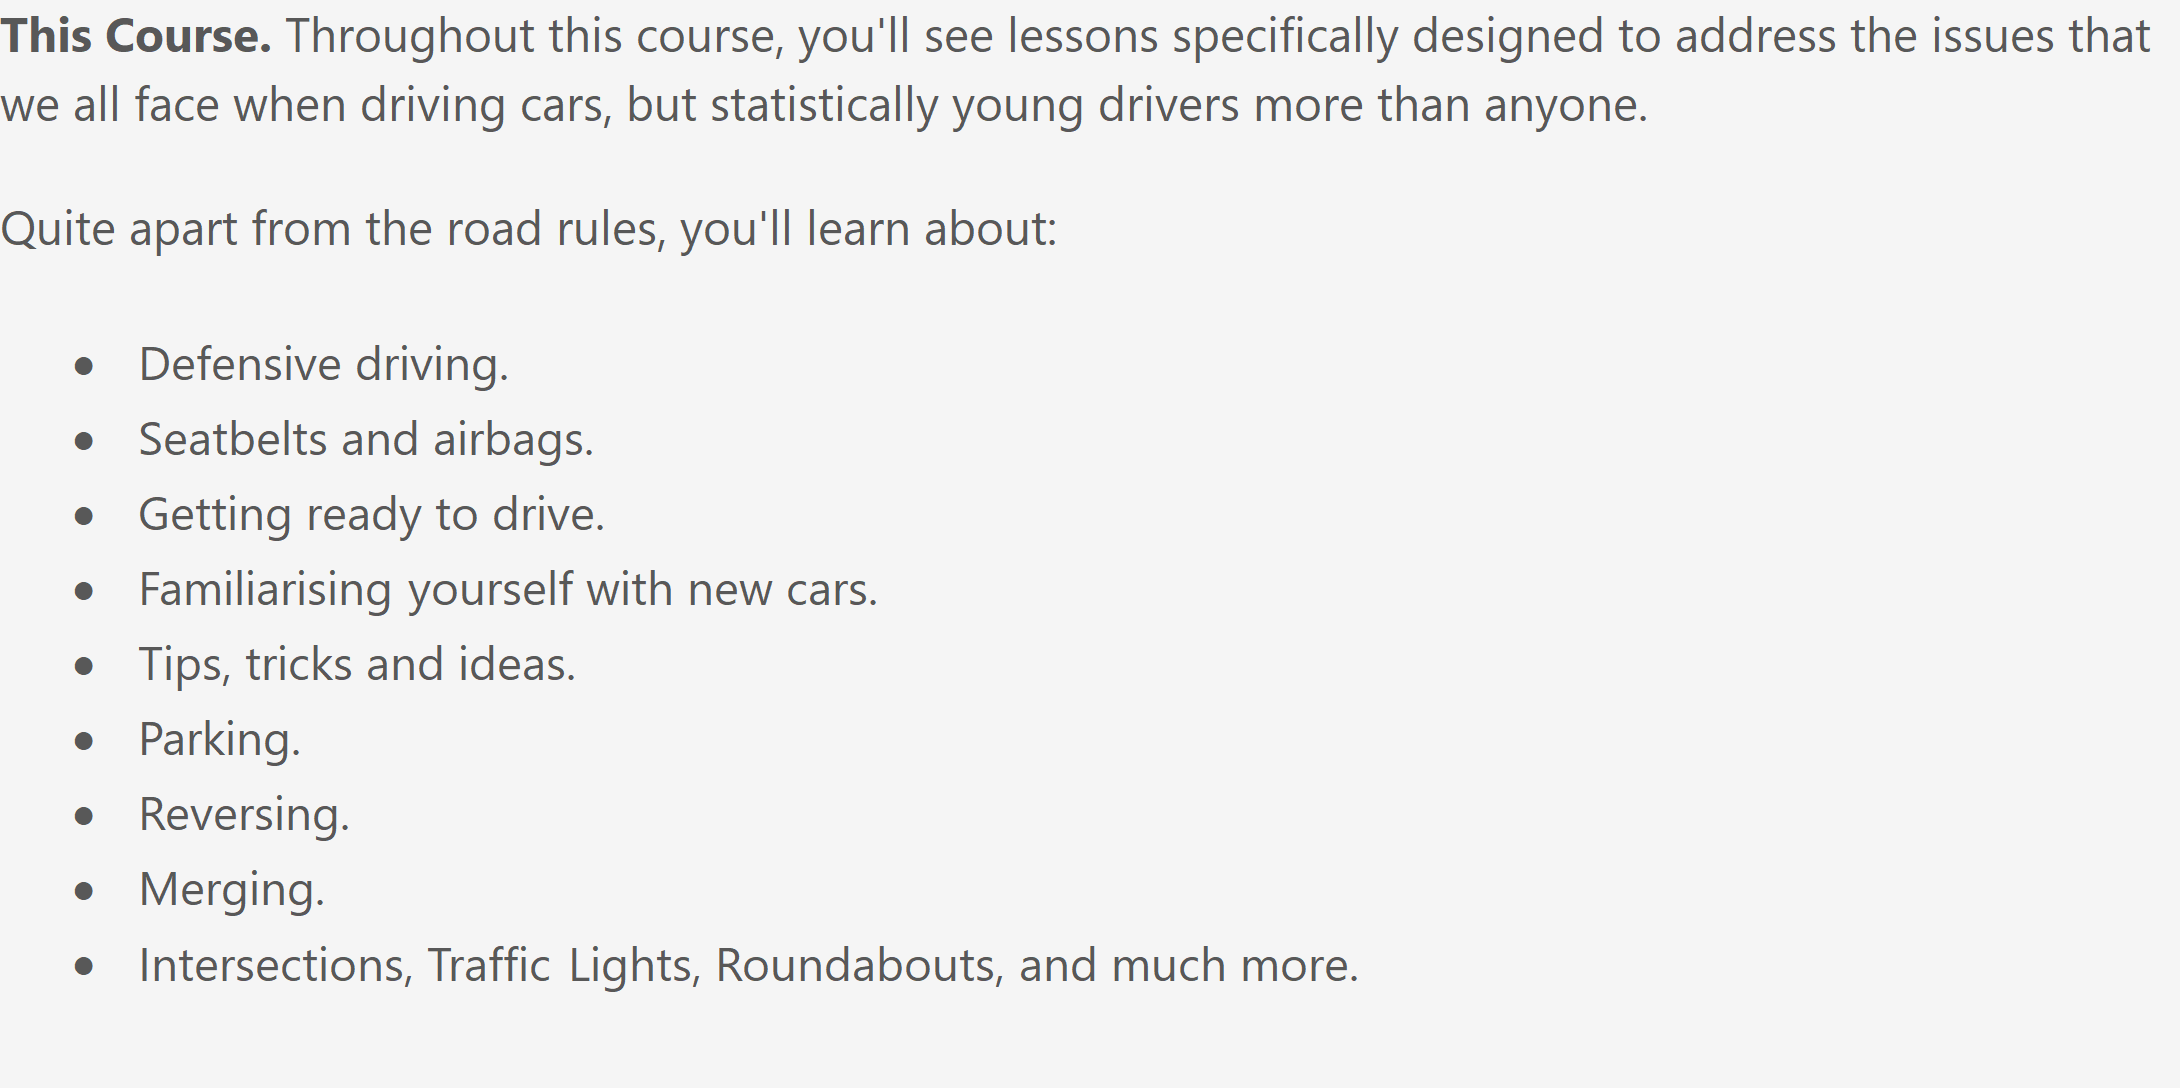 This Course. Throughout this course, you'll see lessons specifically designed to address the issues that
we all face when driving cars, but statistically young drivers more than anyone.
Quite apart from the road rules, you'll learn about:
● Defensive driving.
● Seatbelts and airbags.
● Getting ready to drive.
● Familiarising yourself with new cars.
● Tips, tricks and ideas.
● Parking.
● Reversing.
● Merging.
● Intersections, Traffic Lights, Roundabouts, and much more.